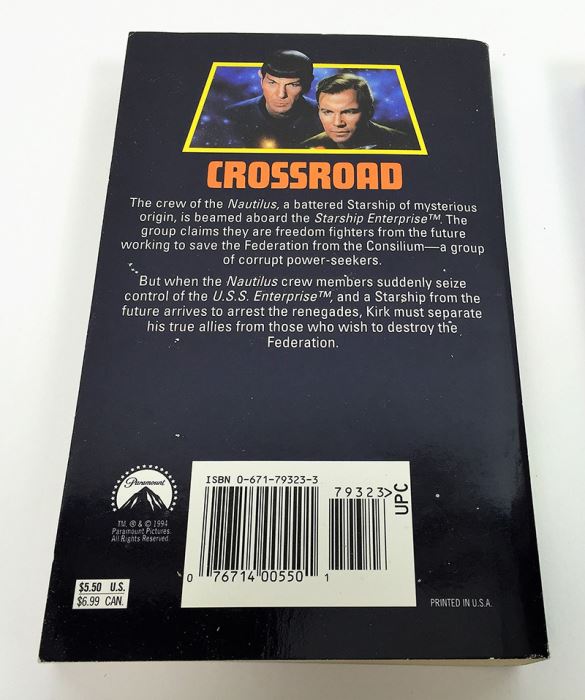 CROSSROAD
The crew of the Nautilus, a battered Starship of mysterious
origin, is beamed aboard the Starship Enterprise™. The
group claims they are freedom fighters from the future
working to save the Federation from the Consilium—a group
of corrupt power-seekers.
But when the Nautilus crew members suddenly seize
control of the U.S.S. Enterprise™, and a Starship from the
future arrives to arrest the renegades, Kirk must separate
his true allies from those who wish to destroy the
Federation.
Paramount
TM, ® & © 1994
Paramount Pictures.
All Rights Reserved.
ISBN 0-671-79323-3
79323>
UPC
0 76714 00550 1
$5.50 U.S.
$6.99 CAN.
PRINTED IN U.S.A.